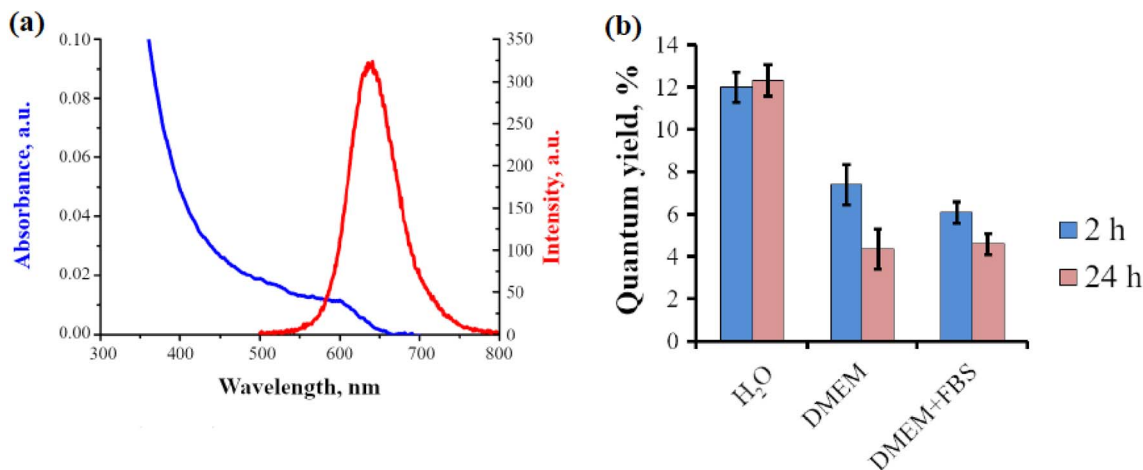 (a)
Absorbance, a.u.
0.10
0.08
0.06
0.04
0.02
0.00
300 400 500 600 700 800
Wavelength, nm
350
300
250
200
150
100
50
0
Intensity, a.u.
(b)
Quantum yield, %
14
12
10
8
6
4
2
0
H₂O
DMEM
DMEM+FBS
2 h
24 h